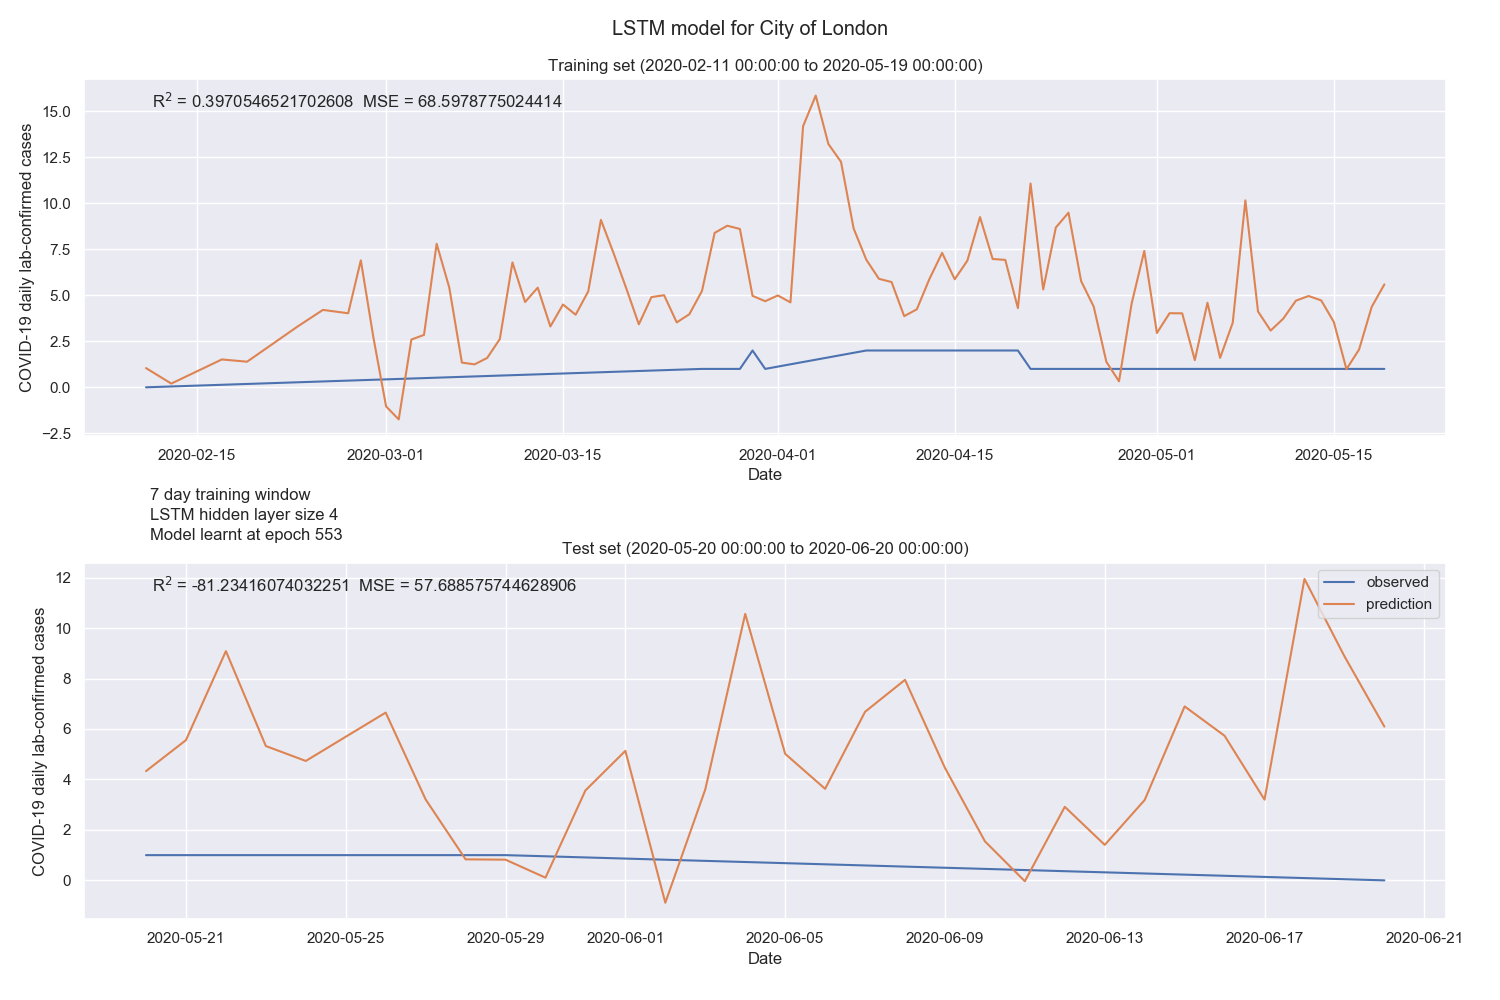 LSTM model for City of London
Training set (2020-02-11 00:00:00 to 2020-05-19 00:00:00)
R² = 0.3970546521702608 MSE = 68.5978775024414
COVID-19 daily lab-confirmed cases
15.0
12.5
10.0
7.5
5.0
2.5
0.0
−2.5
2020-02-15 2020-03-01 2020-03-15 2020-04-01 2020-04-15 2020-05-01 2020-05-15
Date
7 day training window
LSTM hidden layer size 4
Model learnt at epoch 553
Test set (2020-05-20 00:00:00 to 2020-06-20 00:00:00)
R² = -81.23416074032251 MSE = 57.688575744628906
observed
prediction
COVID-19 daily lab-confirmed cases
12
10
8
6
4
2
0
2020-05-21 2020-05-25 2020-05-29 2020-06-01 2020-06-05 2020-06-09 2020-06-13 2020-06-17 2020-06-21
Date